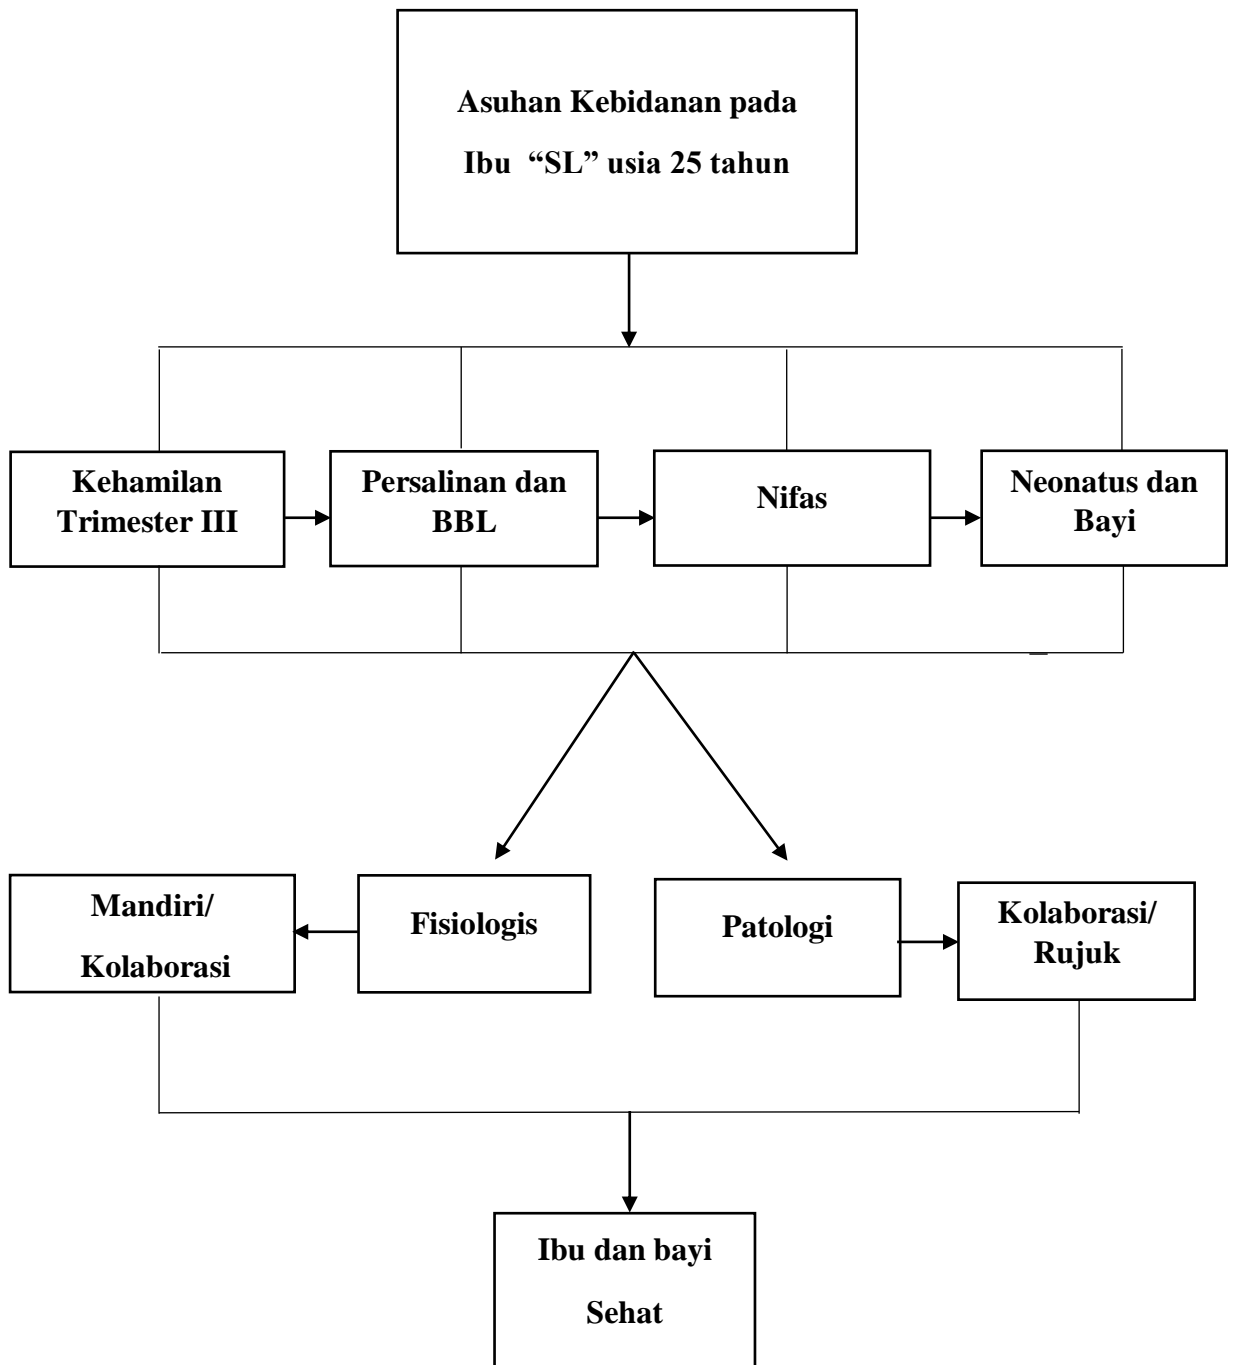 Asuhan Kebidanan pada
Ibu “SL” usia 25 tahun
Kehamilan
Trimester III
Persalinan dan
BBL
Nifas
Neonatus dan
Bayi
Mandiri/
Kolaborasi
Fisiologis
Patologi
Kolaborasi/
Rujuk
Ibu dan bayi
Sehat